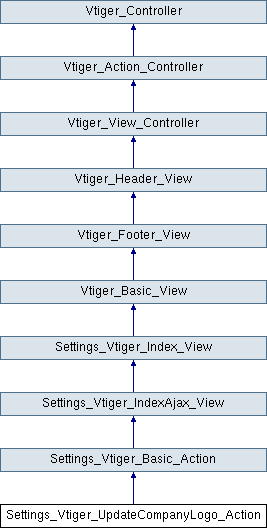 Vtiger_Controller
Vtiger_Action_Controller
Vtiger_View_Controller
Vtiger_Header_View
Vtiger_Footer_View
Vtiger_Basic_View
Settings_Vtiger_Index_View
Settings_Vtiger_IndexAjax_View
Settings_Vtiger_Basic_Action
Settings_Vtiger_UpdateCompanyLogo_Action